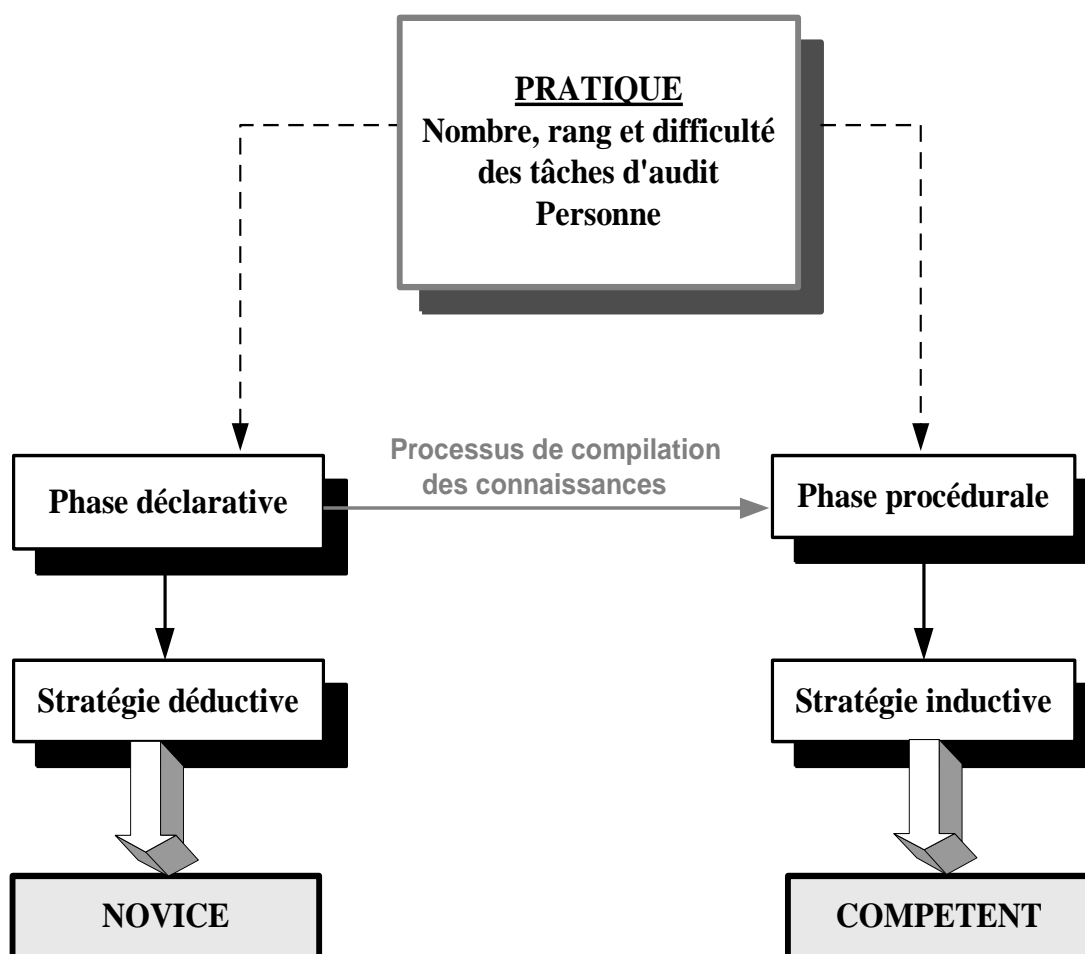 PRATIQUE
Nombre, rang et difficulté
des tâches d'audit
Personne
Processus de compilation
des connaissances
Phase déclarative
Phase procédurale
Stratégie déductive
Stratégie inductive
NOVICE
COMPETENT